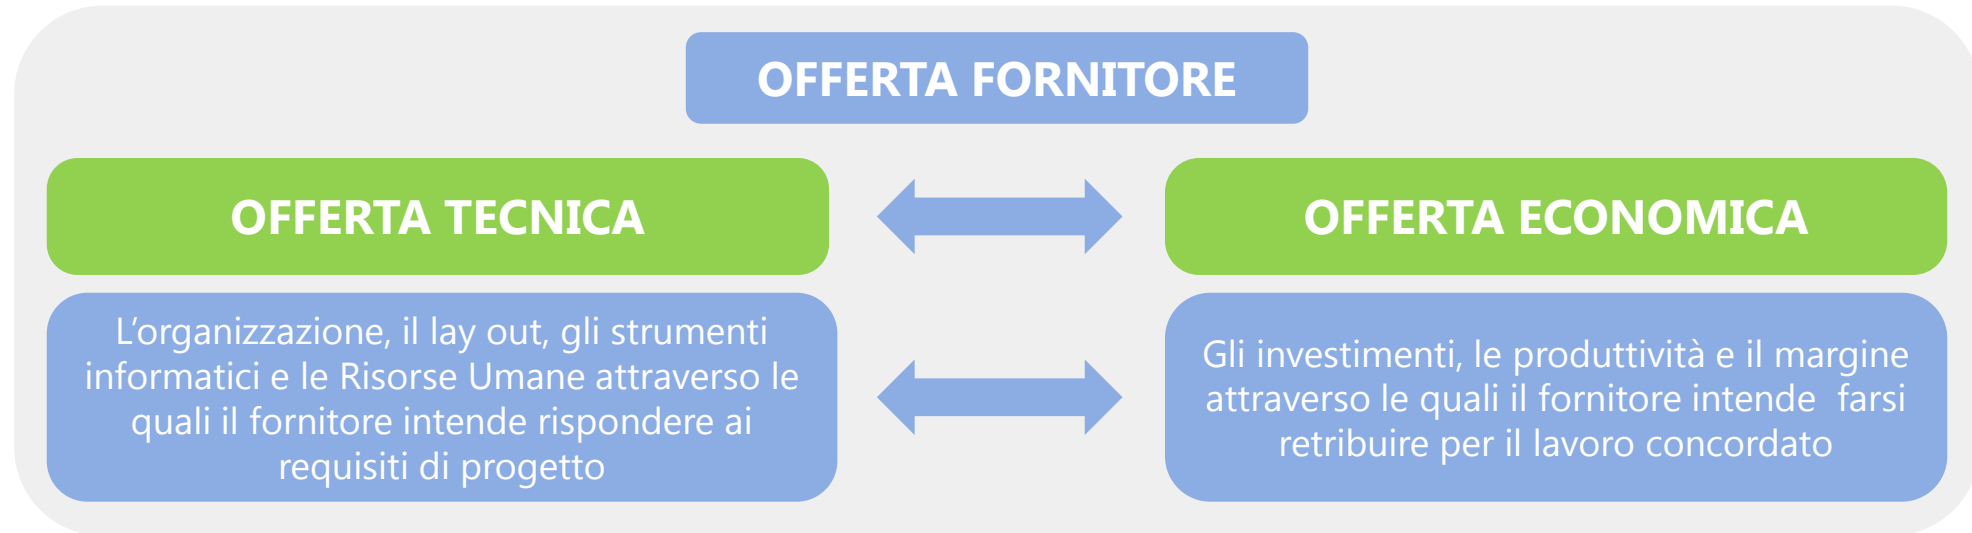 OFFERTA FORNITORE
OFFERTA TECNICA
OFFERTA ECONOMICA
L'organizzazione, il lay out, gli strumenti
informatici e le Risorse Umane attraverso le
quali il fornitore intende rispondere ai
requisiti di progetto
Gli investimenti, le produttività e il margine
attraverso le quali il fornitore intende  farsi
retribuire per il lavoro concordato